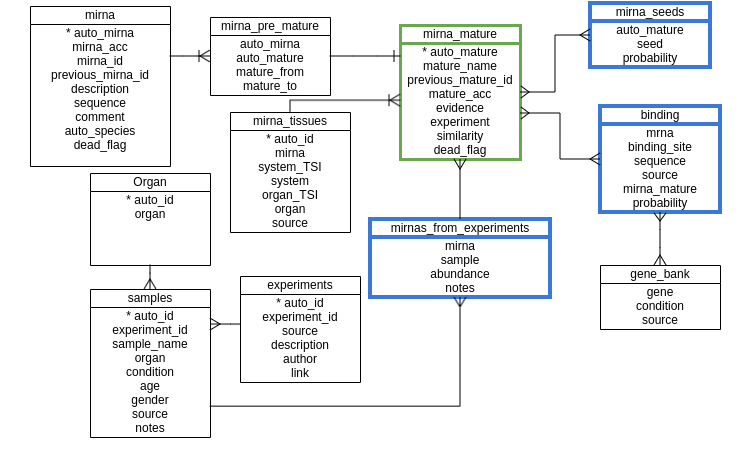 mirna
* auto_mirna
mirna_acc
mirna_id
previous_mirna_id
description
sequence
comment
auto_species
dead_flag
mirna_pre_mature
auto_mirna
auto_mature
mature_from
mature_to
mirna_mature
* auto_mature
mature_name
previous_mature_id
mature_acc
evidence
experiment
similarity
dead_flag
mirna_seeds
auto_mature
seed
probability
mirna_tissues
* auto_id
mirna
system_TSI
system
organ_TSI
organ
source
binding
mrna
binding_site
sequence
source
mirna_mature
probability
Organ
* auto_id
organ
mirnas_from_experiments
mirna
sample
abundance
notes
gene_bank
gene
condition
source
samples
* auto_id
experiment_id
sample_name
organ
condition
age
gender
source
notes
experiments
* auto_id
experiment_id
source
description
author
link